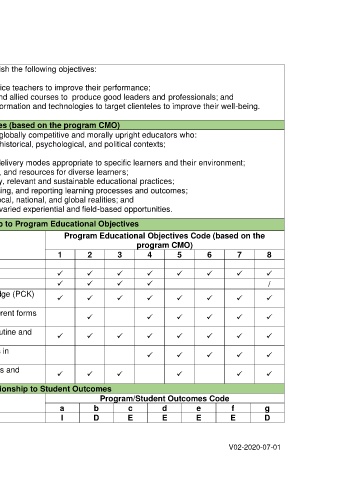 sh the following objectives:
ice teachers to improve their performance;
nd allied courses to produce good leaders and professionals; and
ormation and technologies to target clienteles to improve their well-being.
es (based on the program CMO)
globally competitive and morally upright educators who:
historical, psychological, and political contexts;
delivery modes appropriate to specific learners and their environment;
, and resources for diverse learners;
y, relevant and sustainable educational practices;
sing, and reporting learning processes and outcomes;
ocal, national, and global realities; and
varied experiential and field-based opportunities.
p to Program Educational Objectives
Program Educational Objectives Code (based on the
program CMO)
1 2 3 4 5 6 7 8
✓ ✓ ✓ ✓ ✓ ✓ ✓ ✓
✓ ✓ ✓ ✓ /
dge (PCK) ✓ ✓ ✓ ✓ ✓ ✓ ✓ ✓
rent forms ✓ ✓ ✓ ✓ ✓ ✓
utine and ✓ ✓ ✓ ✓ ✓ ✓ ✓ ✓
s in ✓ ✓ ✓ ✓ ✓
s and ✓ ✓ ✓ ✓ ✓ ✓
tionship to Student Outcomes
Program/Student Outcomes Code
a b c d e f g
I D E E E E D
V02-2020-07-01